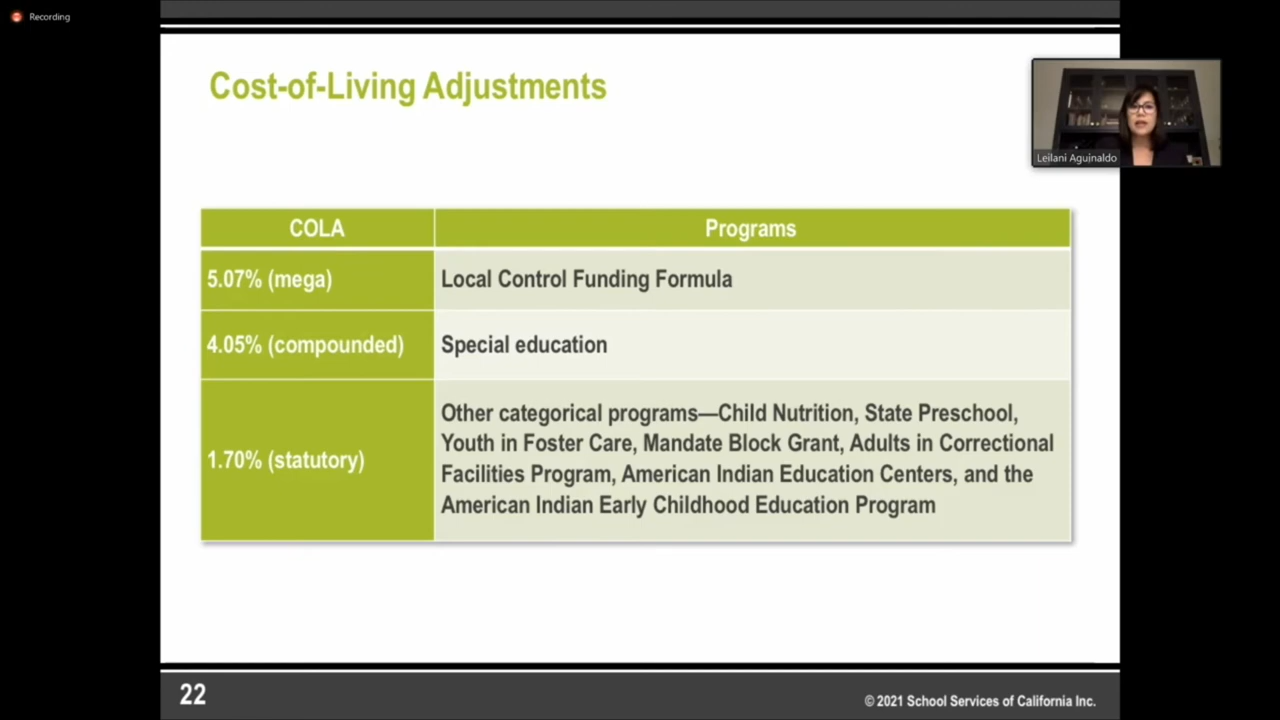 Recording
Cost-of-Living Adjustments
Leilani Aguinaldo
COLA
Programs
5.07% (mega)
Local Control Funding Formula
4.05% (compounded)
Special education
1.70% (statutory)
Other categorical programs—Child Nutrition, State Preschool,
Youth in Foster Care, Mandate Block Grant, Adults in Correctional
Facilities Program, American Indian Education Centers, and the
American Indian Early Childhood Education Program
22
© 2021 School Services of California Inc.